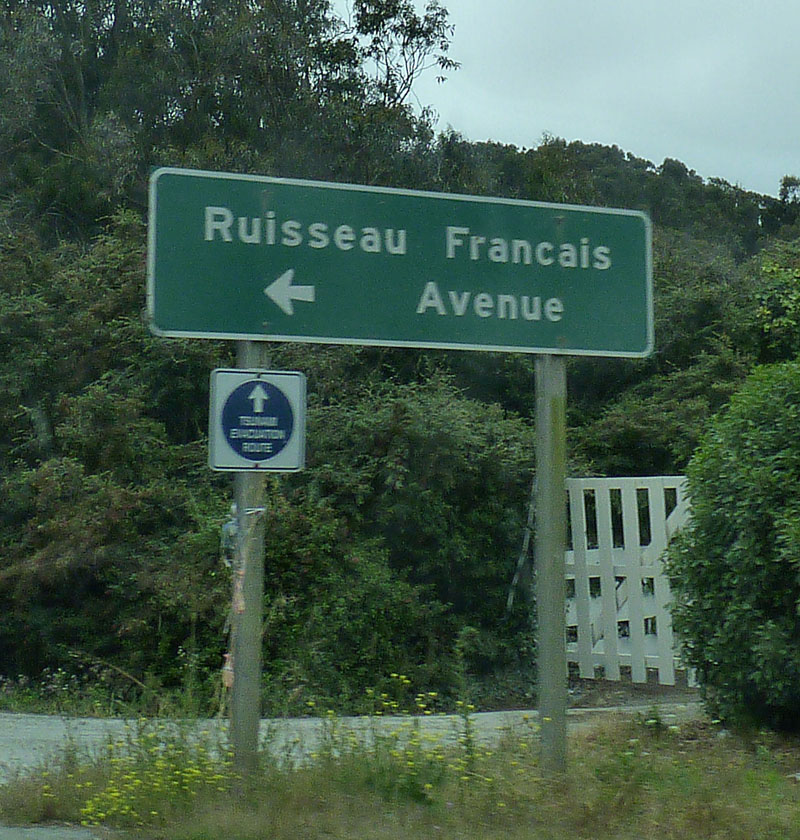 Ruisseau Francais
Avenue
TSUNAMI
EVACUATION
ROUTE